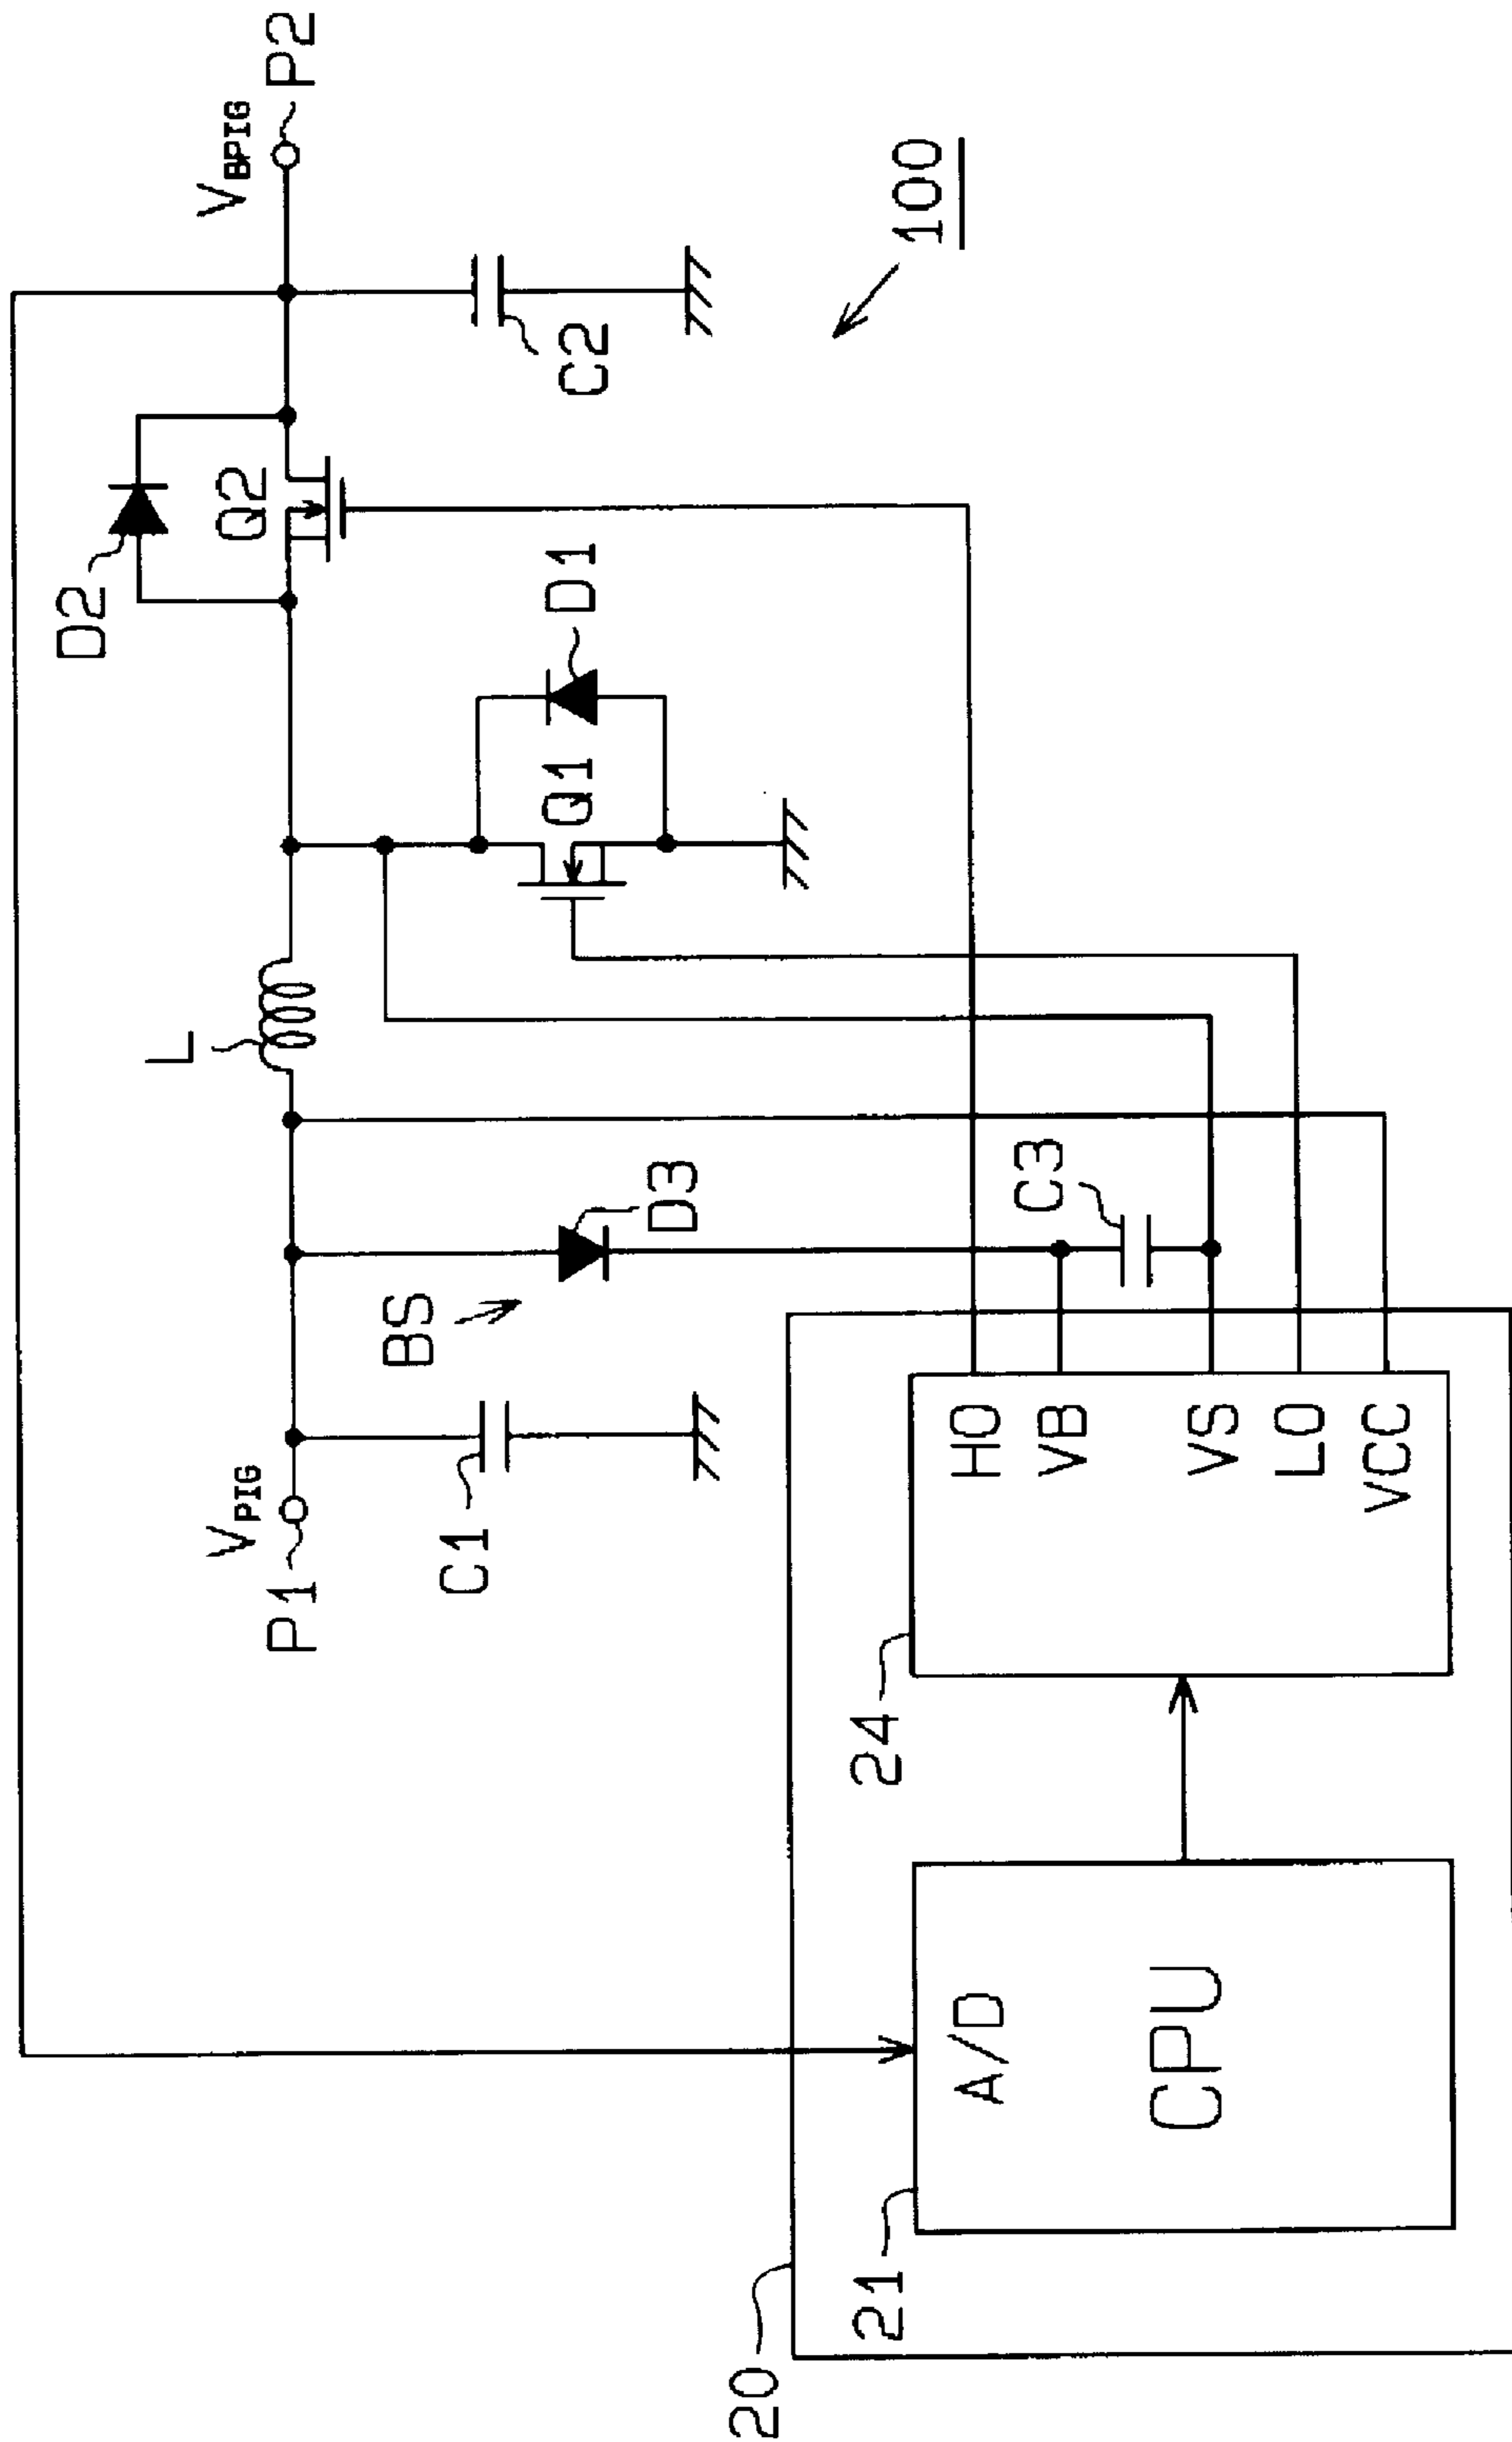 D2
VBPIG
P2
VPIG
P1
L
Q2
C1
BS
D3
Q1
D1
C2
100
C3
20
21
A/D
CPU
24
HO
VB
VS
LO
VCC